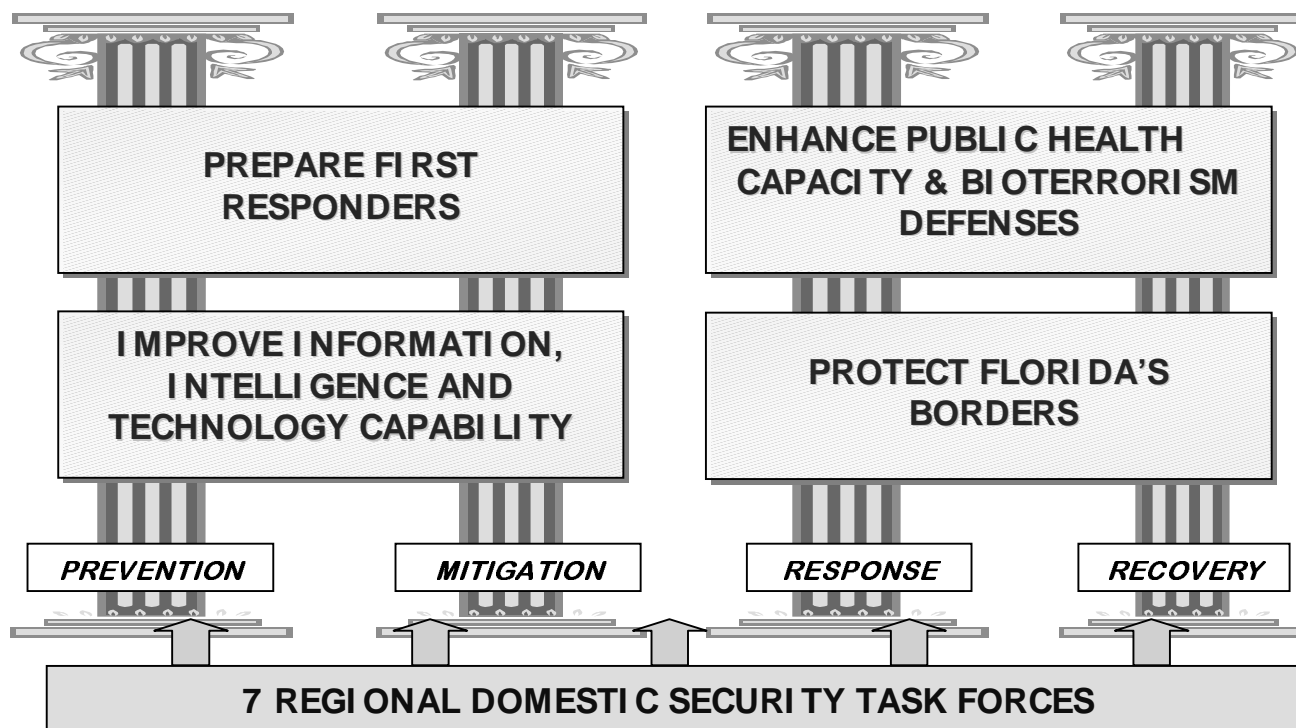 PREPARE FIRST
RESPONDERS
ENHANCE PUBLIC HEALTH
CAPACITY & BIOTERRORISM
DEFENSES
IMPROVE INFORMATION,
INTELLIGENCE AND
TECHNOLOGY CAPABILITY
PROTECT FLORIDA’S
BORDERS
PREVENTION
MITIGATION
RESPONSE
RECOVERY
7 REGIONAL DOMESTIC SECURITY TASK FORCES